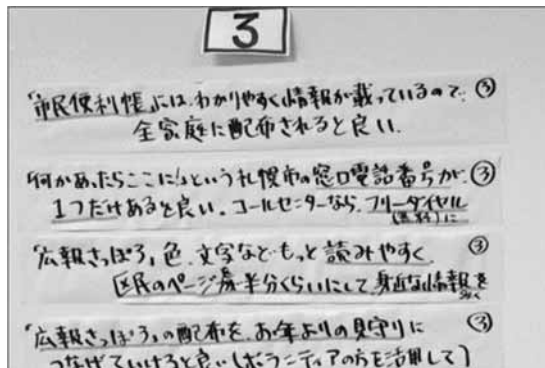 3
「市民便利帳」には、わかりやすく情報が載っているので、③
全家庭に配布されると良い。
「何かあったらここに!」という札幌市の窓口電話番号が、③
1つだけあると良い。コールセンターなら、フリーダイヤル
(無料)に
「広報さっぽろ」色、文字など、もっと読みやすく。③
区民のページ 半分くらいにして、身近な情報を
「広報さっぽろ」の配布を、お年よりの見守りに ③
つなげていけると良い(ボランティアの方を活用して)